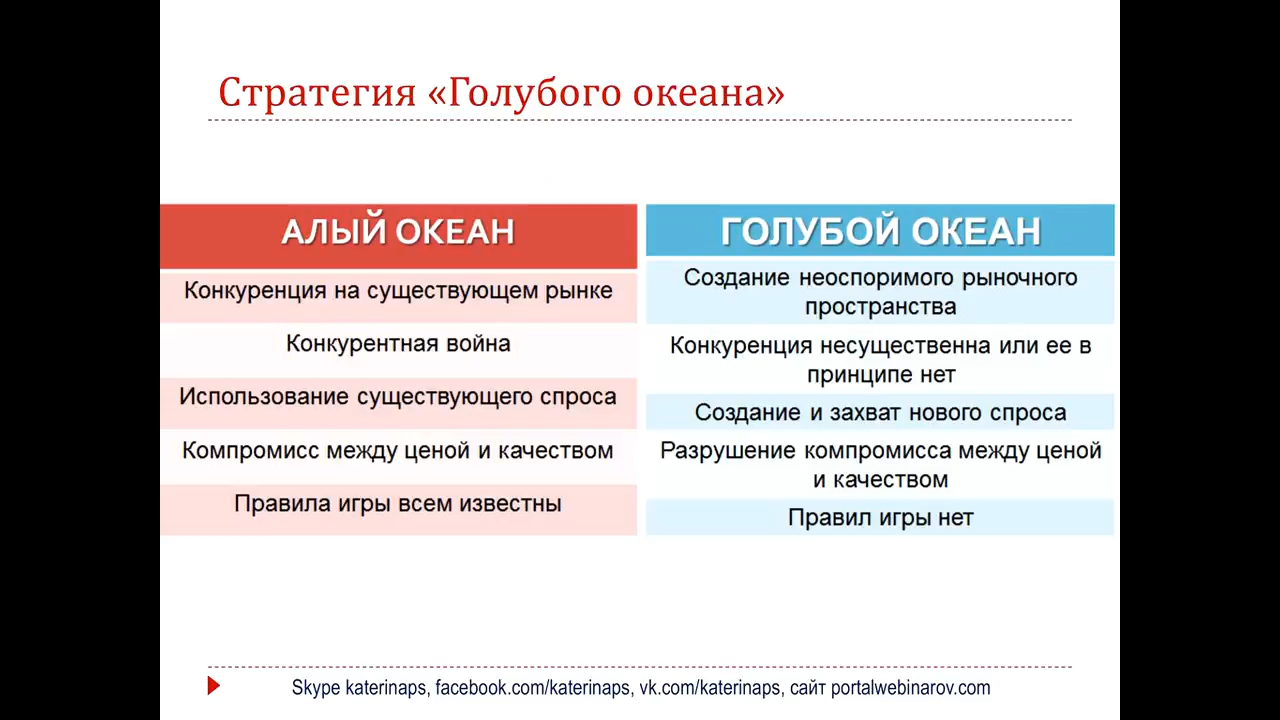 Стратегия «Голубого океана»
АЛЫЙ ОКЕАН
Конкуренция на существующем рынке
Конкурентная война
Использование существующего спроса
Компромисс между ценой и качеством
Правила игры всем известны
ГОЛУБОЙ ОКЕАН
Создание неоспоримого рыночного
пространства
Конкуренция несущественна или ее в
принципе нет
Создание и захват нового спроса
Разрушение компромисса между ценой
и качеством
Правил игры нет
Skype katerinaps, facebook.com/katerinaps, vk.com/katerinaps, сайт portalwebinarov.com